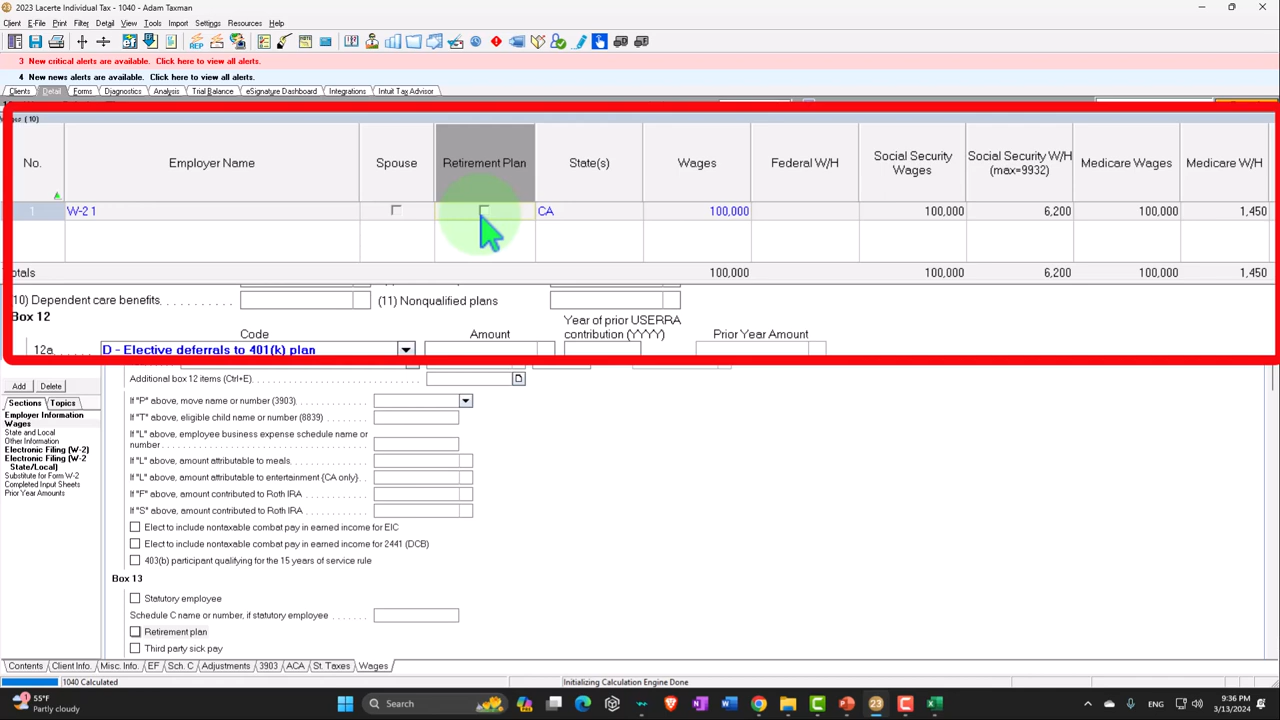 2023 Lacerte Individual Tax - 1040 - Adam Taxman
Client E-File Print Filter Detail View Tools Import Settings Resources Help
3 New critical alerts are available. Click here to view all alerts.
4 New news alerts are available. Click here to view all alerts.
Clients Detail Forms Diagnostics Analysis Trial Balance eSignature Dashboard Integrations Intuit Tax Advisor
No. Employer Name Spouse Retirement Plan State(s) Wages Federal W/H Social Security Wages Social Security W/H (max=9932) Medicare Wages Medicare W/H
1 W-2 1 CA 100,000 100,000 6,200 100,000 1,450
otals 100,000 100,000 6,200 100,000 1,450
10) Dependent care benefits (11) Nonqualified plans
Box 12
Code Amount Year of prior USERRA contribution (YYYY) Prior Year Amount
12a D - Elective deferrals to 401(k) plan
Additional box 12 items (Ctrl+E)
Add Delete
Sections Topics
Employer Information
Wages
State and Local
Other Information
Electronic Filing (W-2)
Electronic Filing (W-2
State/Local)
Substitute for Form W-2
Completed Input Sheets
Prior Year Amounts
If "P" above, move name or number (3903)
If "T" above, eligible child name or number (8839)
If "L" above, employee business expense schedule name or
number
If "L" above, amount attributable to meals
If "L" above, amount attributable to entertainment {CA only}
If "F" above, amount contributed to Roth IRA
If "S" above, amount contributed to Roth IRA
Elect to include nontaxable combat pay in earned income for EIC
Elect to include nontaxable combat pay in earned income for 2441 (DCB)
403(b) participant qualifying for the 15 years of service rule
Box 13
Statutory employee
Schedule C name or number, if statutory employee
Retirement plan
Third party sick pay
Contents Client Info. Misc. Info. EF Sch. C Adjustments 3903 ACA St. Taxes Wages
1040 Calculated Initializing Calculation Engine Done
55°F
Partly cloudy
Search
ENG
9:36 PM
3/13/2024